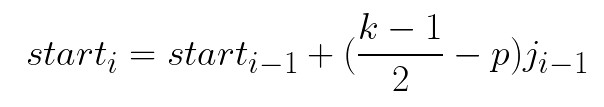 $start_i = start_{i-1} + (\frac{k-1}{2} - p)j_{i-1}$